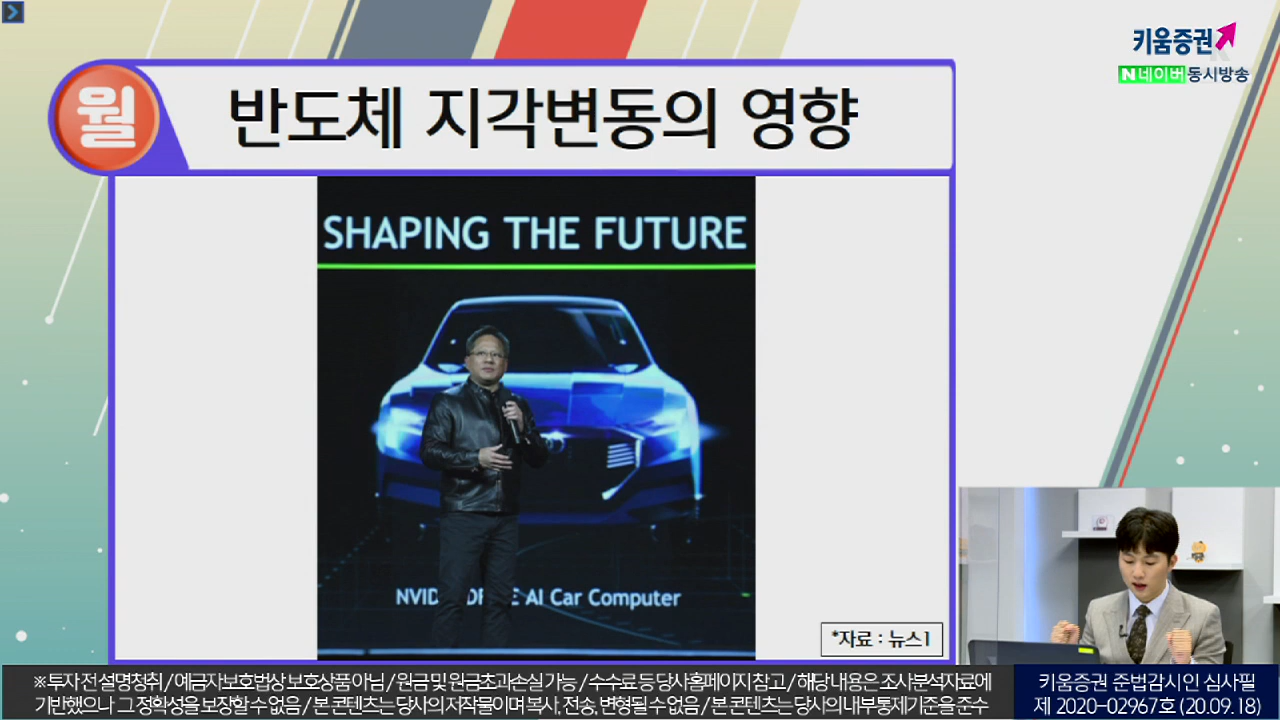 키움증권
N 네이버 동시방송
월
반도체 지각변동의 영향
SHAPING THE FUTURE
NVID DR E AI Car Computer
*자료 : 뉴스1
※ 투자 전 설명청취 / 예금자보호법상 보호상품 아님 / 원금 및 원금초과손실 가능 / 수수료 등 당사홈페이지 참고 / 해당 내용은 조사분석자료에
기반했으나 그 정확성을 보장할 수 없음 / 본 콘텐츠는 당사의 저작물이며 복사, 전송, 변형될 수 없음 / 본 콘텐츠는 당사의 내부통제기준을 준수
키움증권 준법감시인 심사필
제 2020-02967호 (20.09.18)